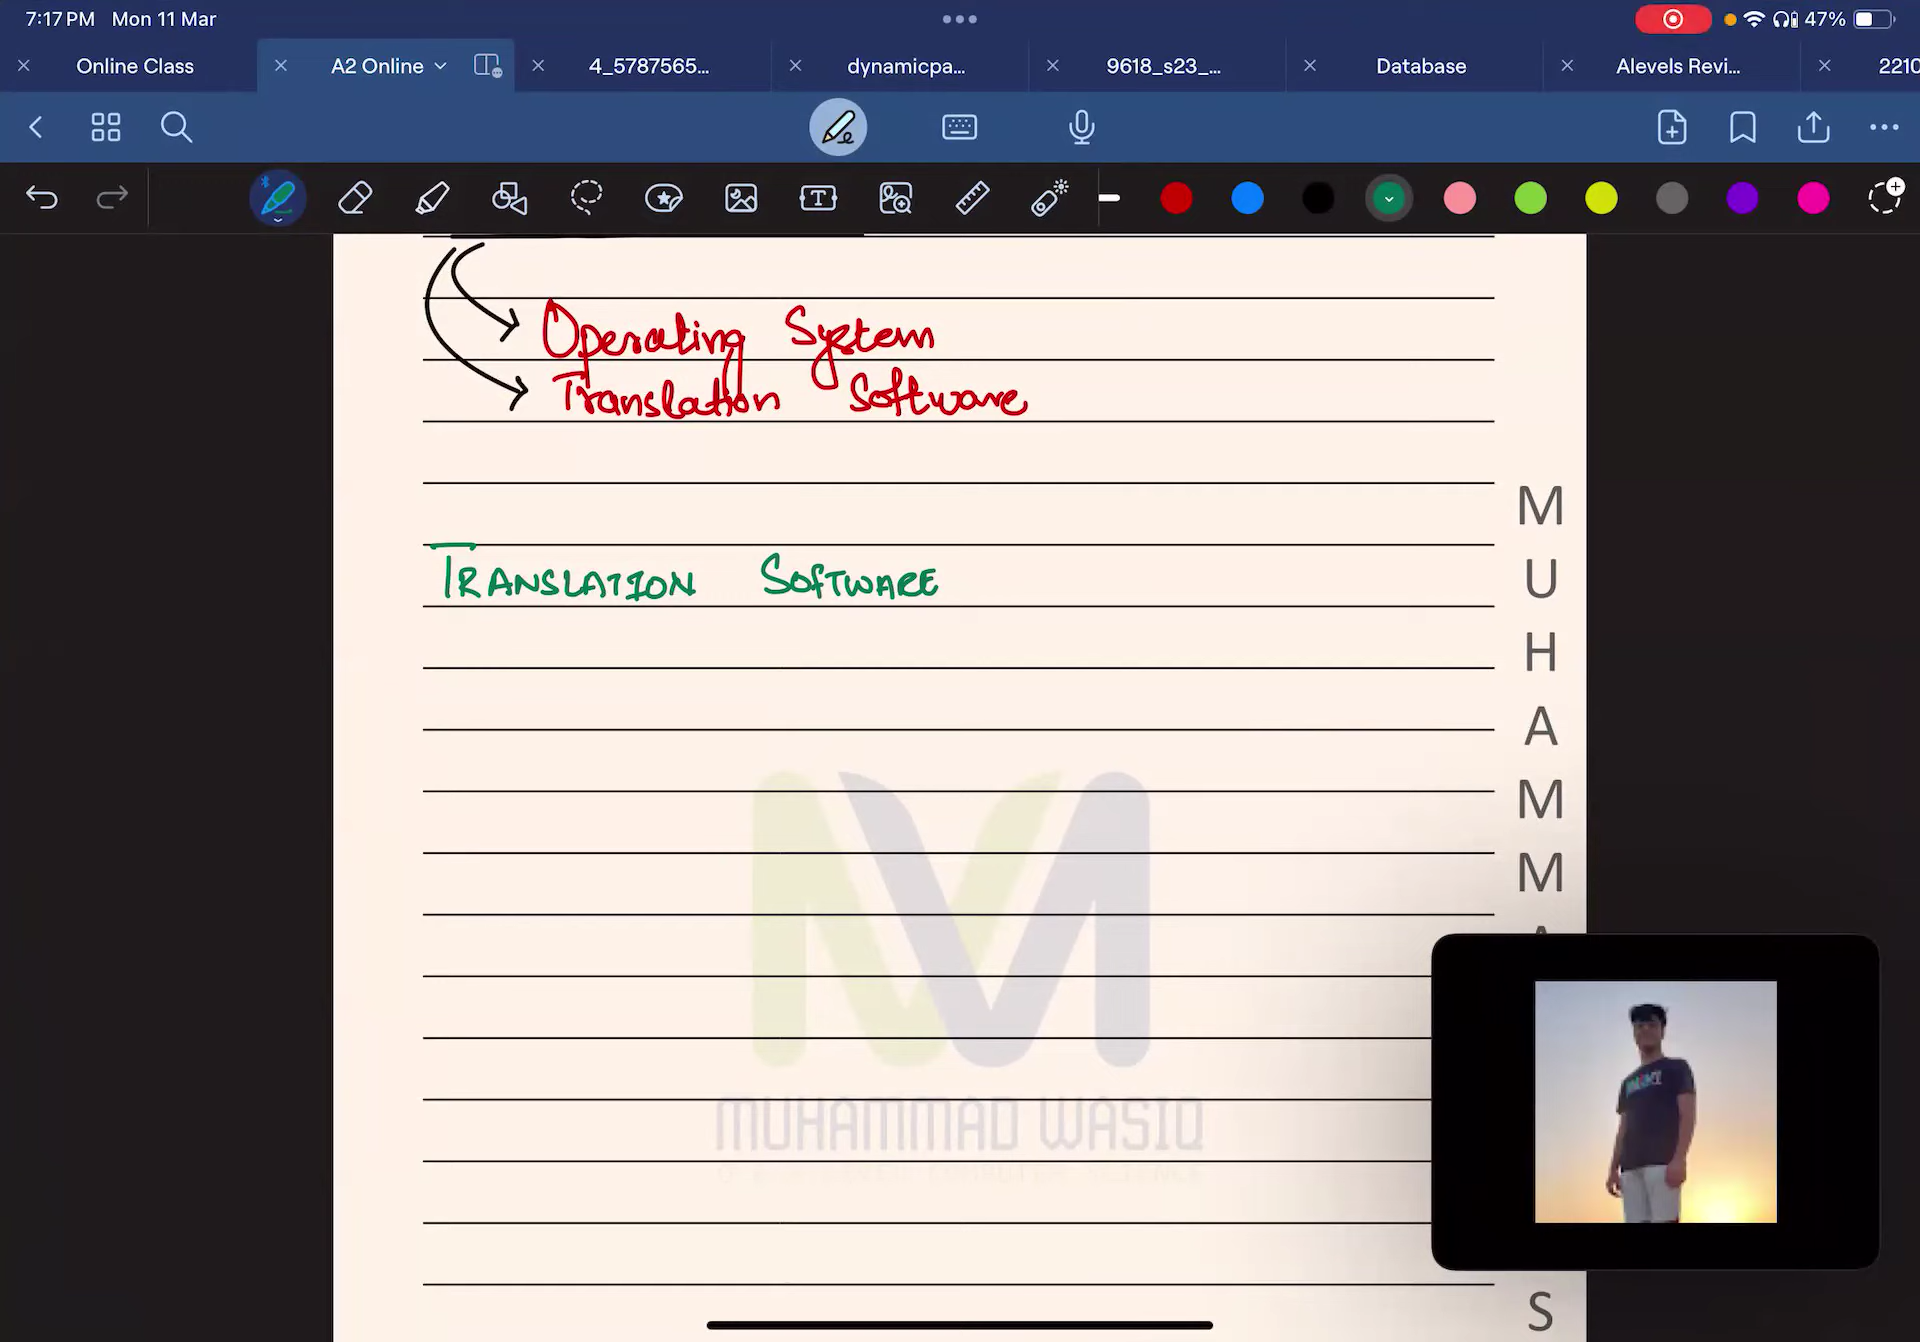 7:17 PM Mon 11 Mar 47%
Online Class A2 Online 4_5787565... dynamicpa... 9618_s23_... Database Alevels Revi... 2210
Operating System
Translation Software
TRANSLATION SOFTWARE
M
U
H
A
M
M
S
MUHAMMAD WASIQ